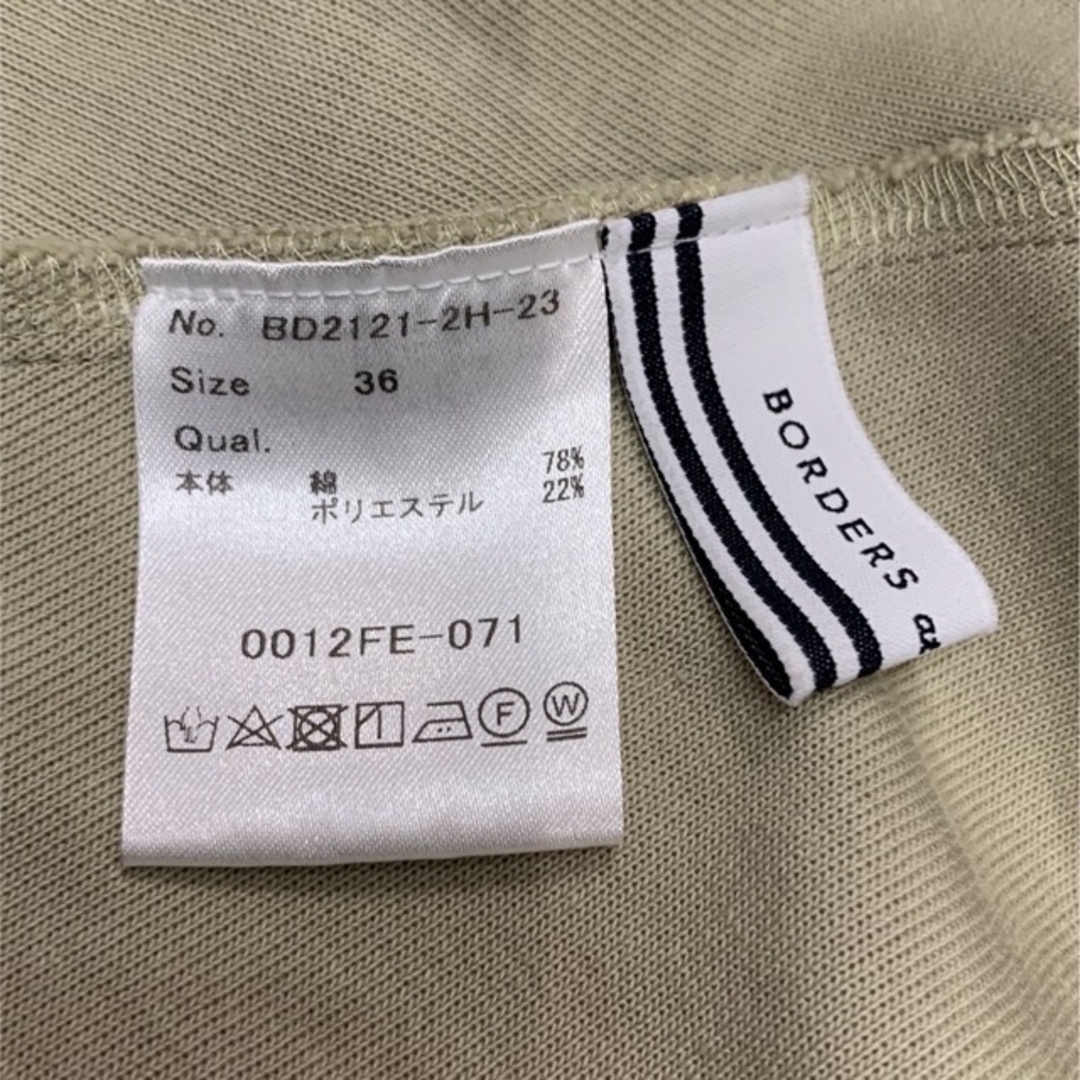 No. BD2121-2H-23
Size 36
Qual.
本体 綿 78%
ポリエステル 22%
0012FE-071
F W
BORDERS